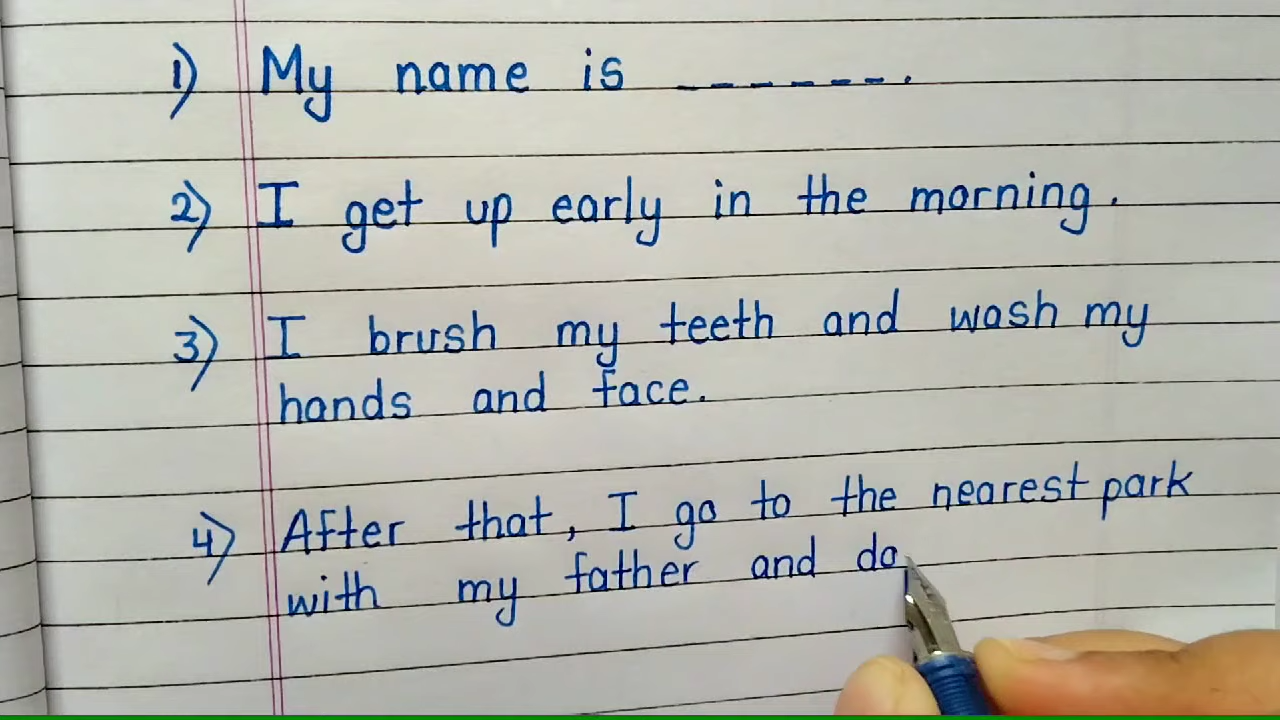 1) My name is _______.
2) I get up early in the morning.
3) I brush my teeth and wash my
hands and face.
4) After that, I go to the nearest park
with my father and do